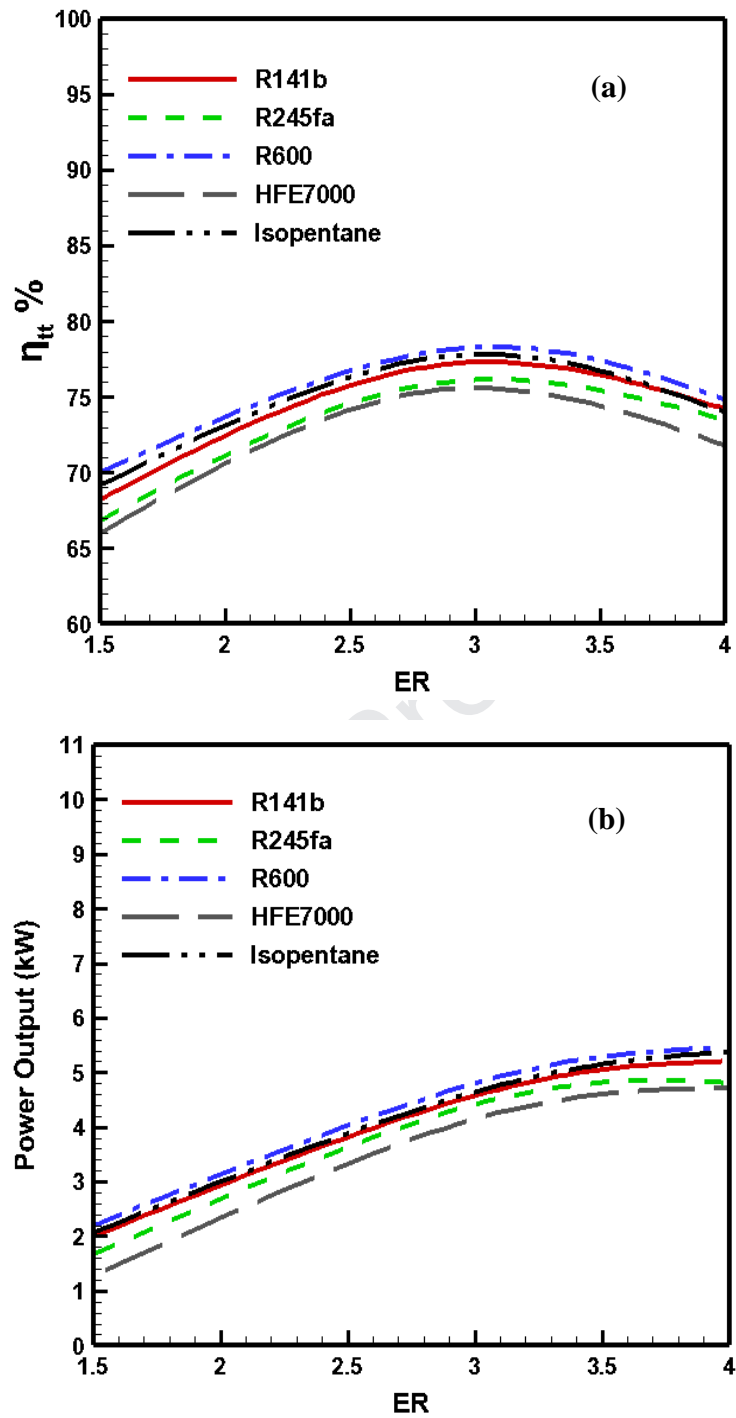 100
95
90
85
80
75
70
65
60
η_tt %
R141b
R245fa
R600
HFE7000
Isopentane
(a)
1.5 2 2.5 3 3.5 4
ER
11
10
9
8
7
6
5
4
3
2
1
0
Power Output (kW)
R141b
R245fa
R600
HFE7000
Isopentane
(b)
1.5 2 2.5 3 3.5 4
ER